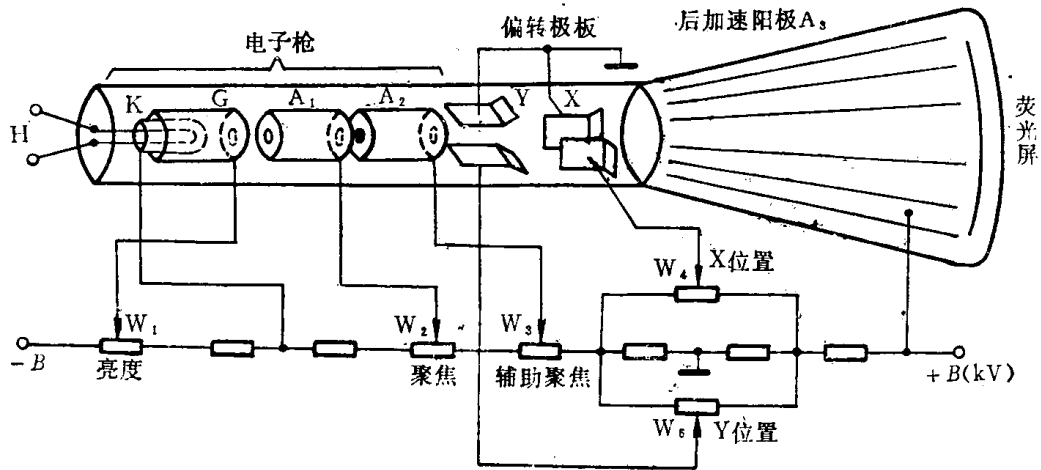 电子枪
偏转极板
后加速阳极A₃
H
K
G
A₁
A₂
Y
X
荧光屏
W₁
亮度
W₂
聚焦
W₃
辅助聚焦
W₄
X位置
W₅
Y位置
-B
+B(kV)